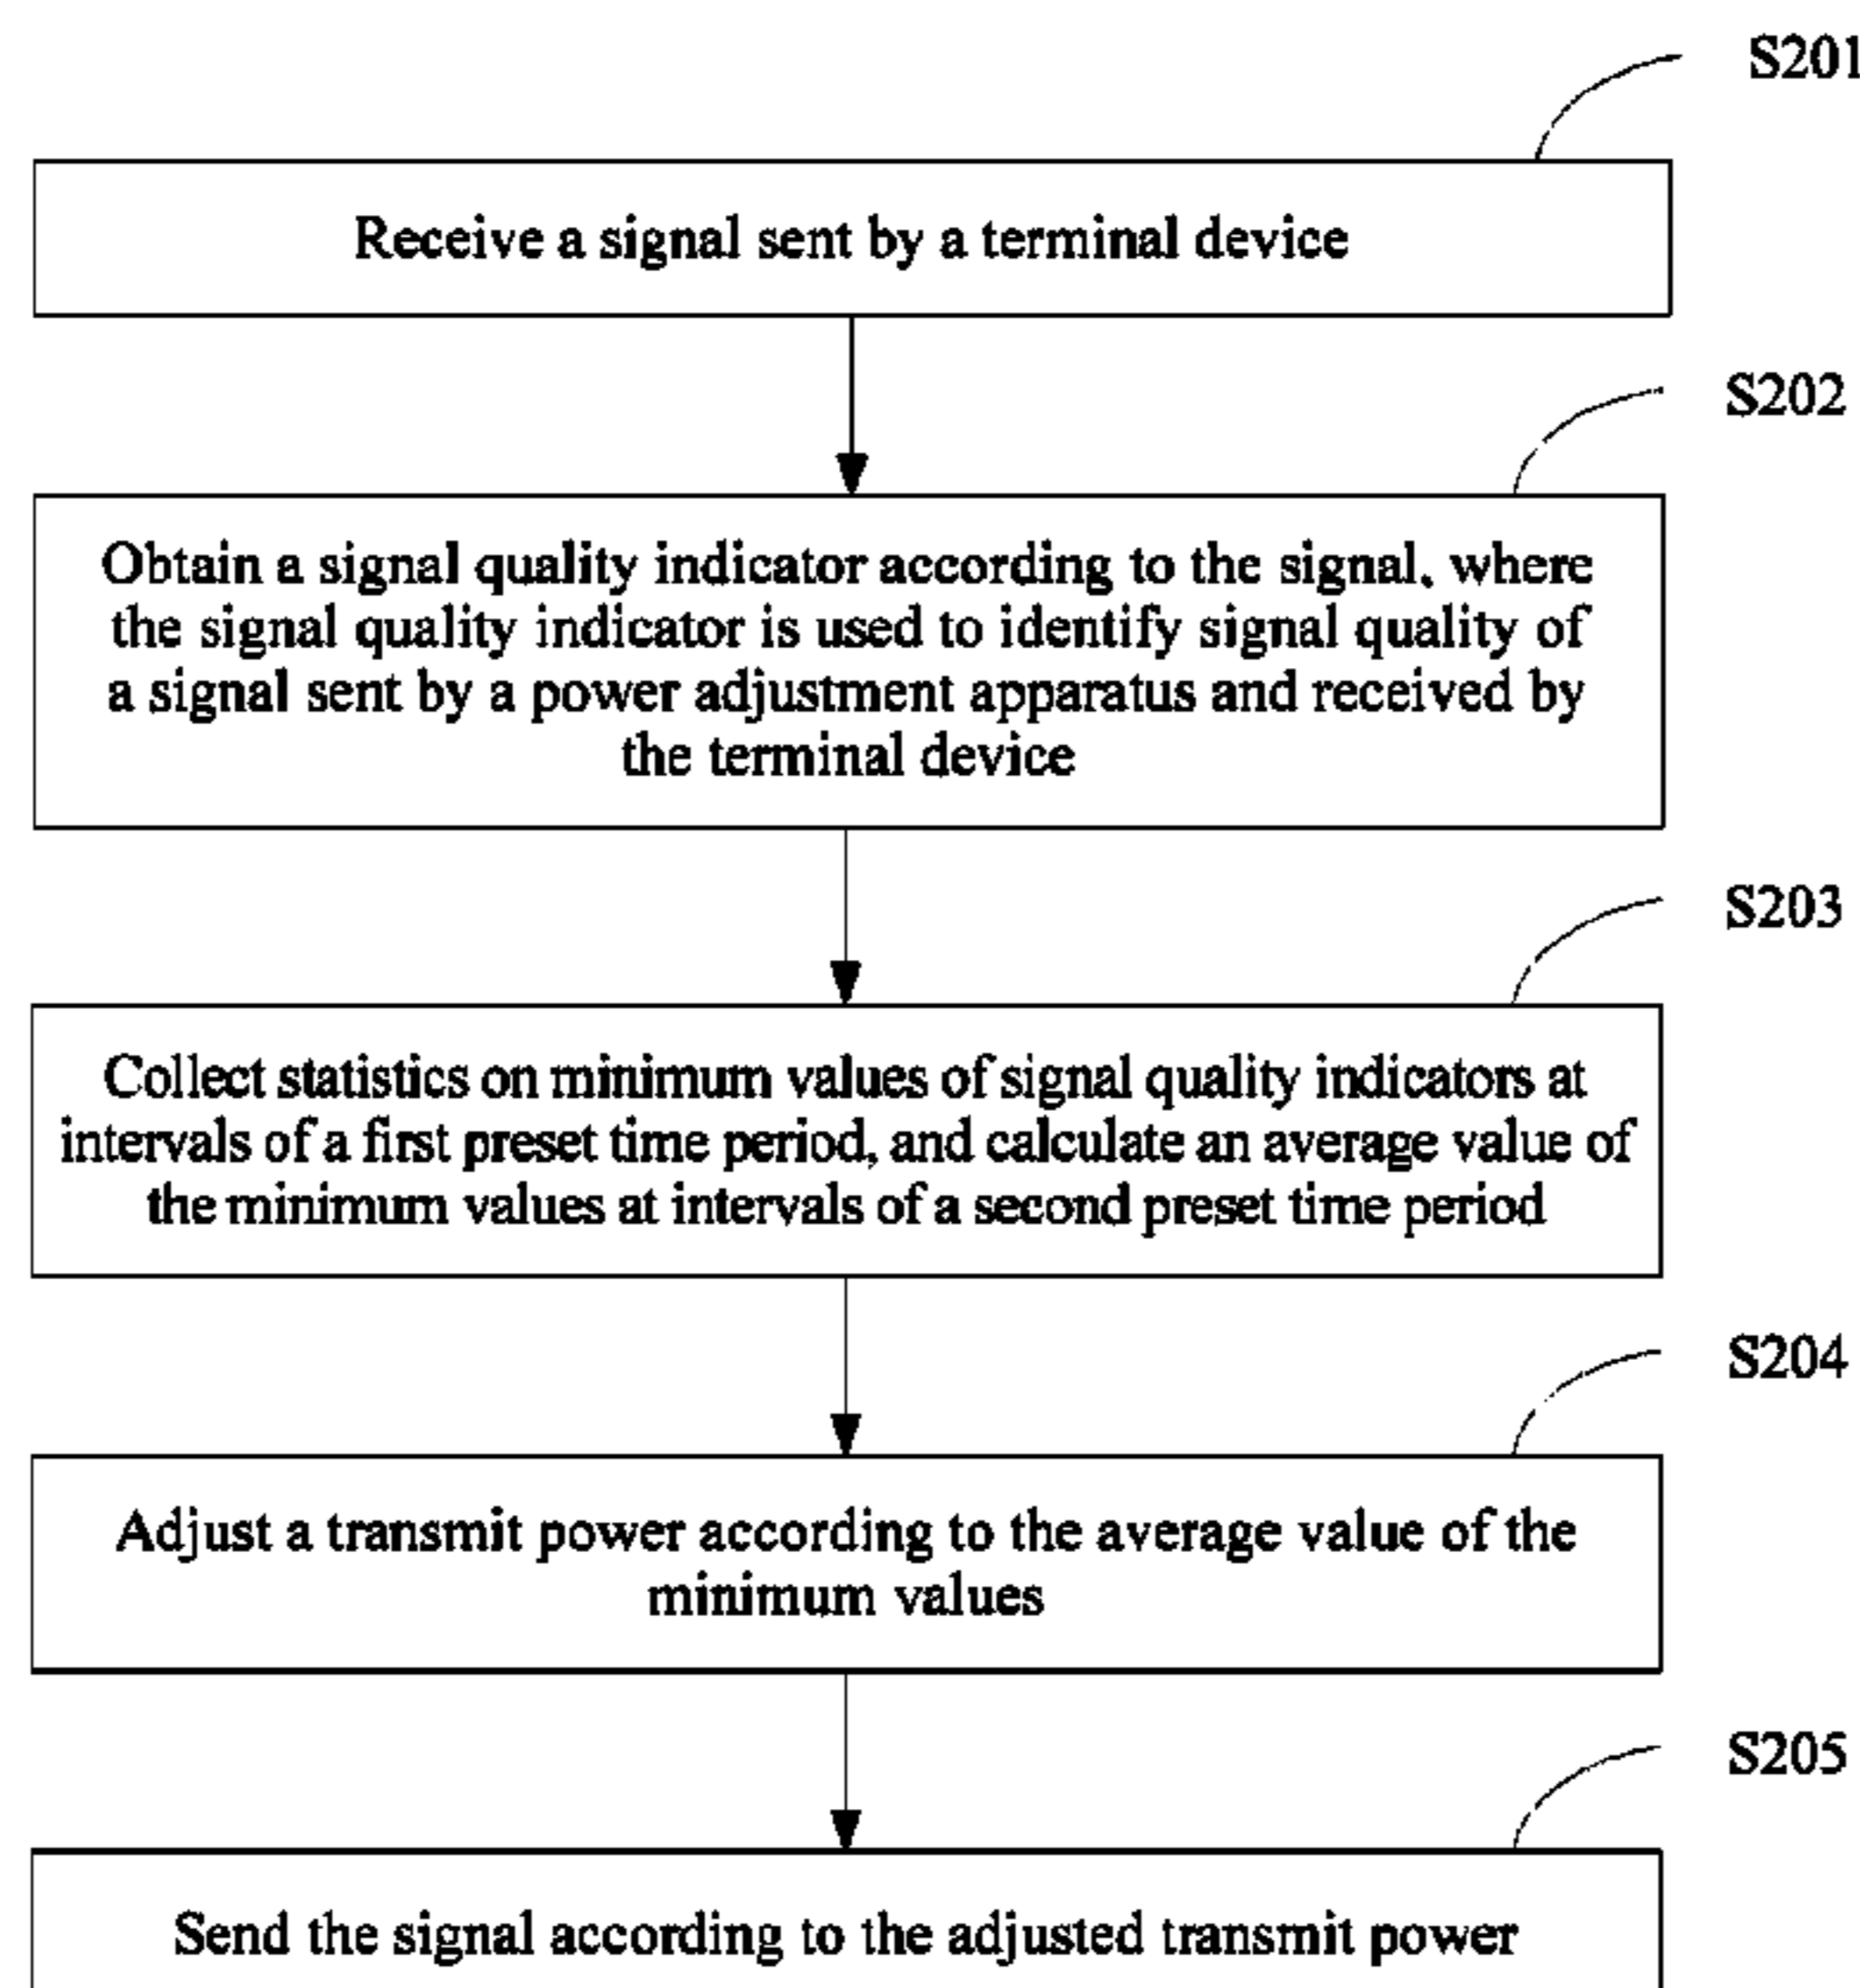 S201
Receive a signal sent by a terminal device
S202
Obtain a signal quality indicator according to the signal, where
the signal quality indicator is used to identify signal quality of
a signal sent by a power adjustment apparatus and received by
the terminal device
S203
Collect statistics on minimum values of signal quality indicators at
intervals of a first preset time period, and calculate an average value of
the minimum values at intervals of a second preset time period
S204
Adjust a transmit power according to the average value of the
minimum values
S205
Send the signal according to the adjusted transmit power